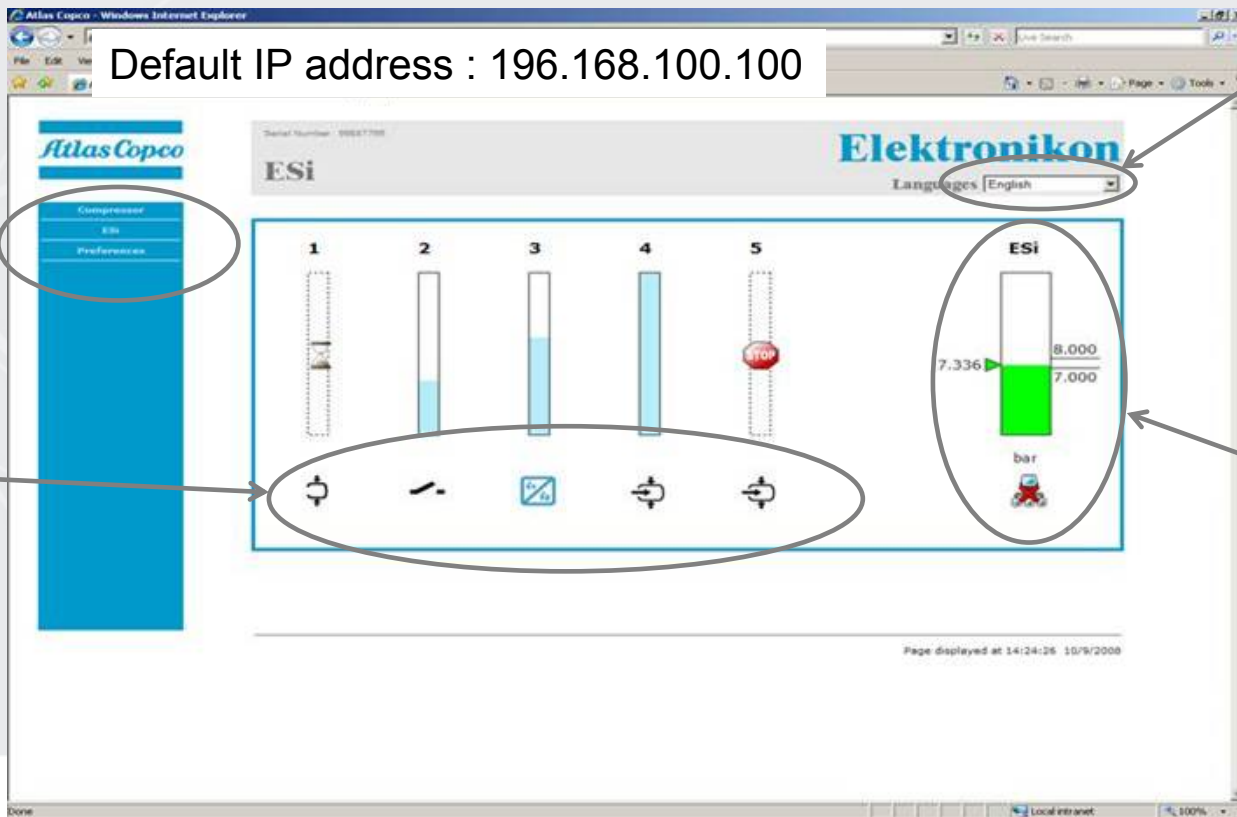 Atlas Copco - Windows Internet Explorer
Live Search
File Edit
Default IP address : 196.168.100.100
Page Tools
Atlas Copco
Serial Number
ESi
Elektronikon
Languages English
Compressor
ESi
Preferences
1 2 3 4 5 ESi
STOP
7.336
8.000
7.000
bar
Page displayed at 14:24:26 10/9/2008
Done
Local intranet
100%